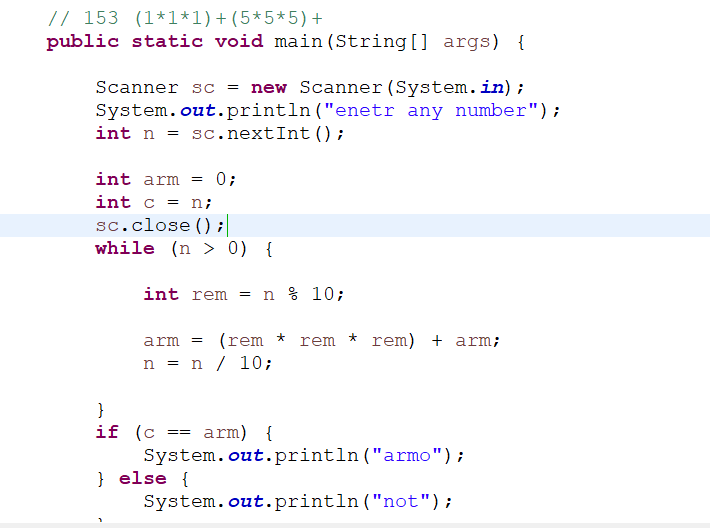 // 153 (1*1*1)+(5*5*5)+
public static void main(String[] args) {
Scanner sc = new Scanner(System.in);
System.out.println("enetr any number");
int n = sc.nextInt();
int arm = 0;
int c = n;
sc.close();
while (n > 0) {
int rem = n % 10;
arm = (rem * rem * rem) + arm;
n = n / 10;
}
if (c == arm) {
System.out.println("armo");
} else {
System.out.println("not");
}